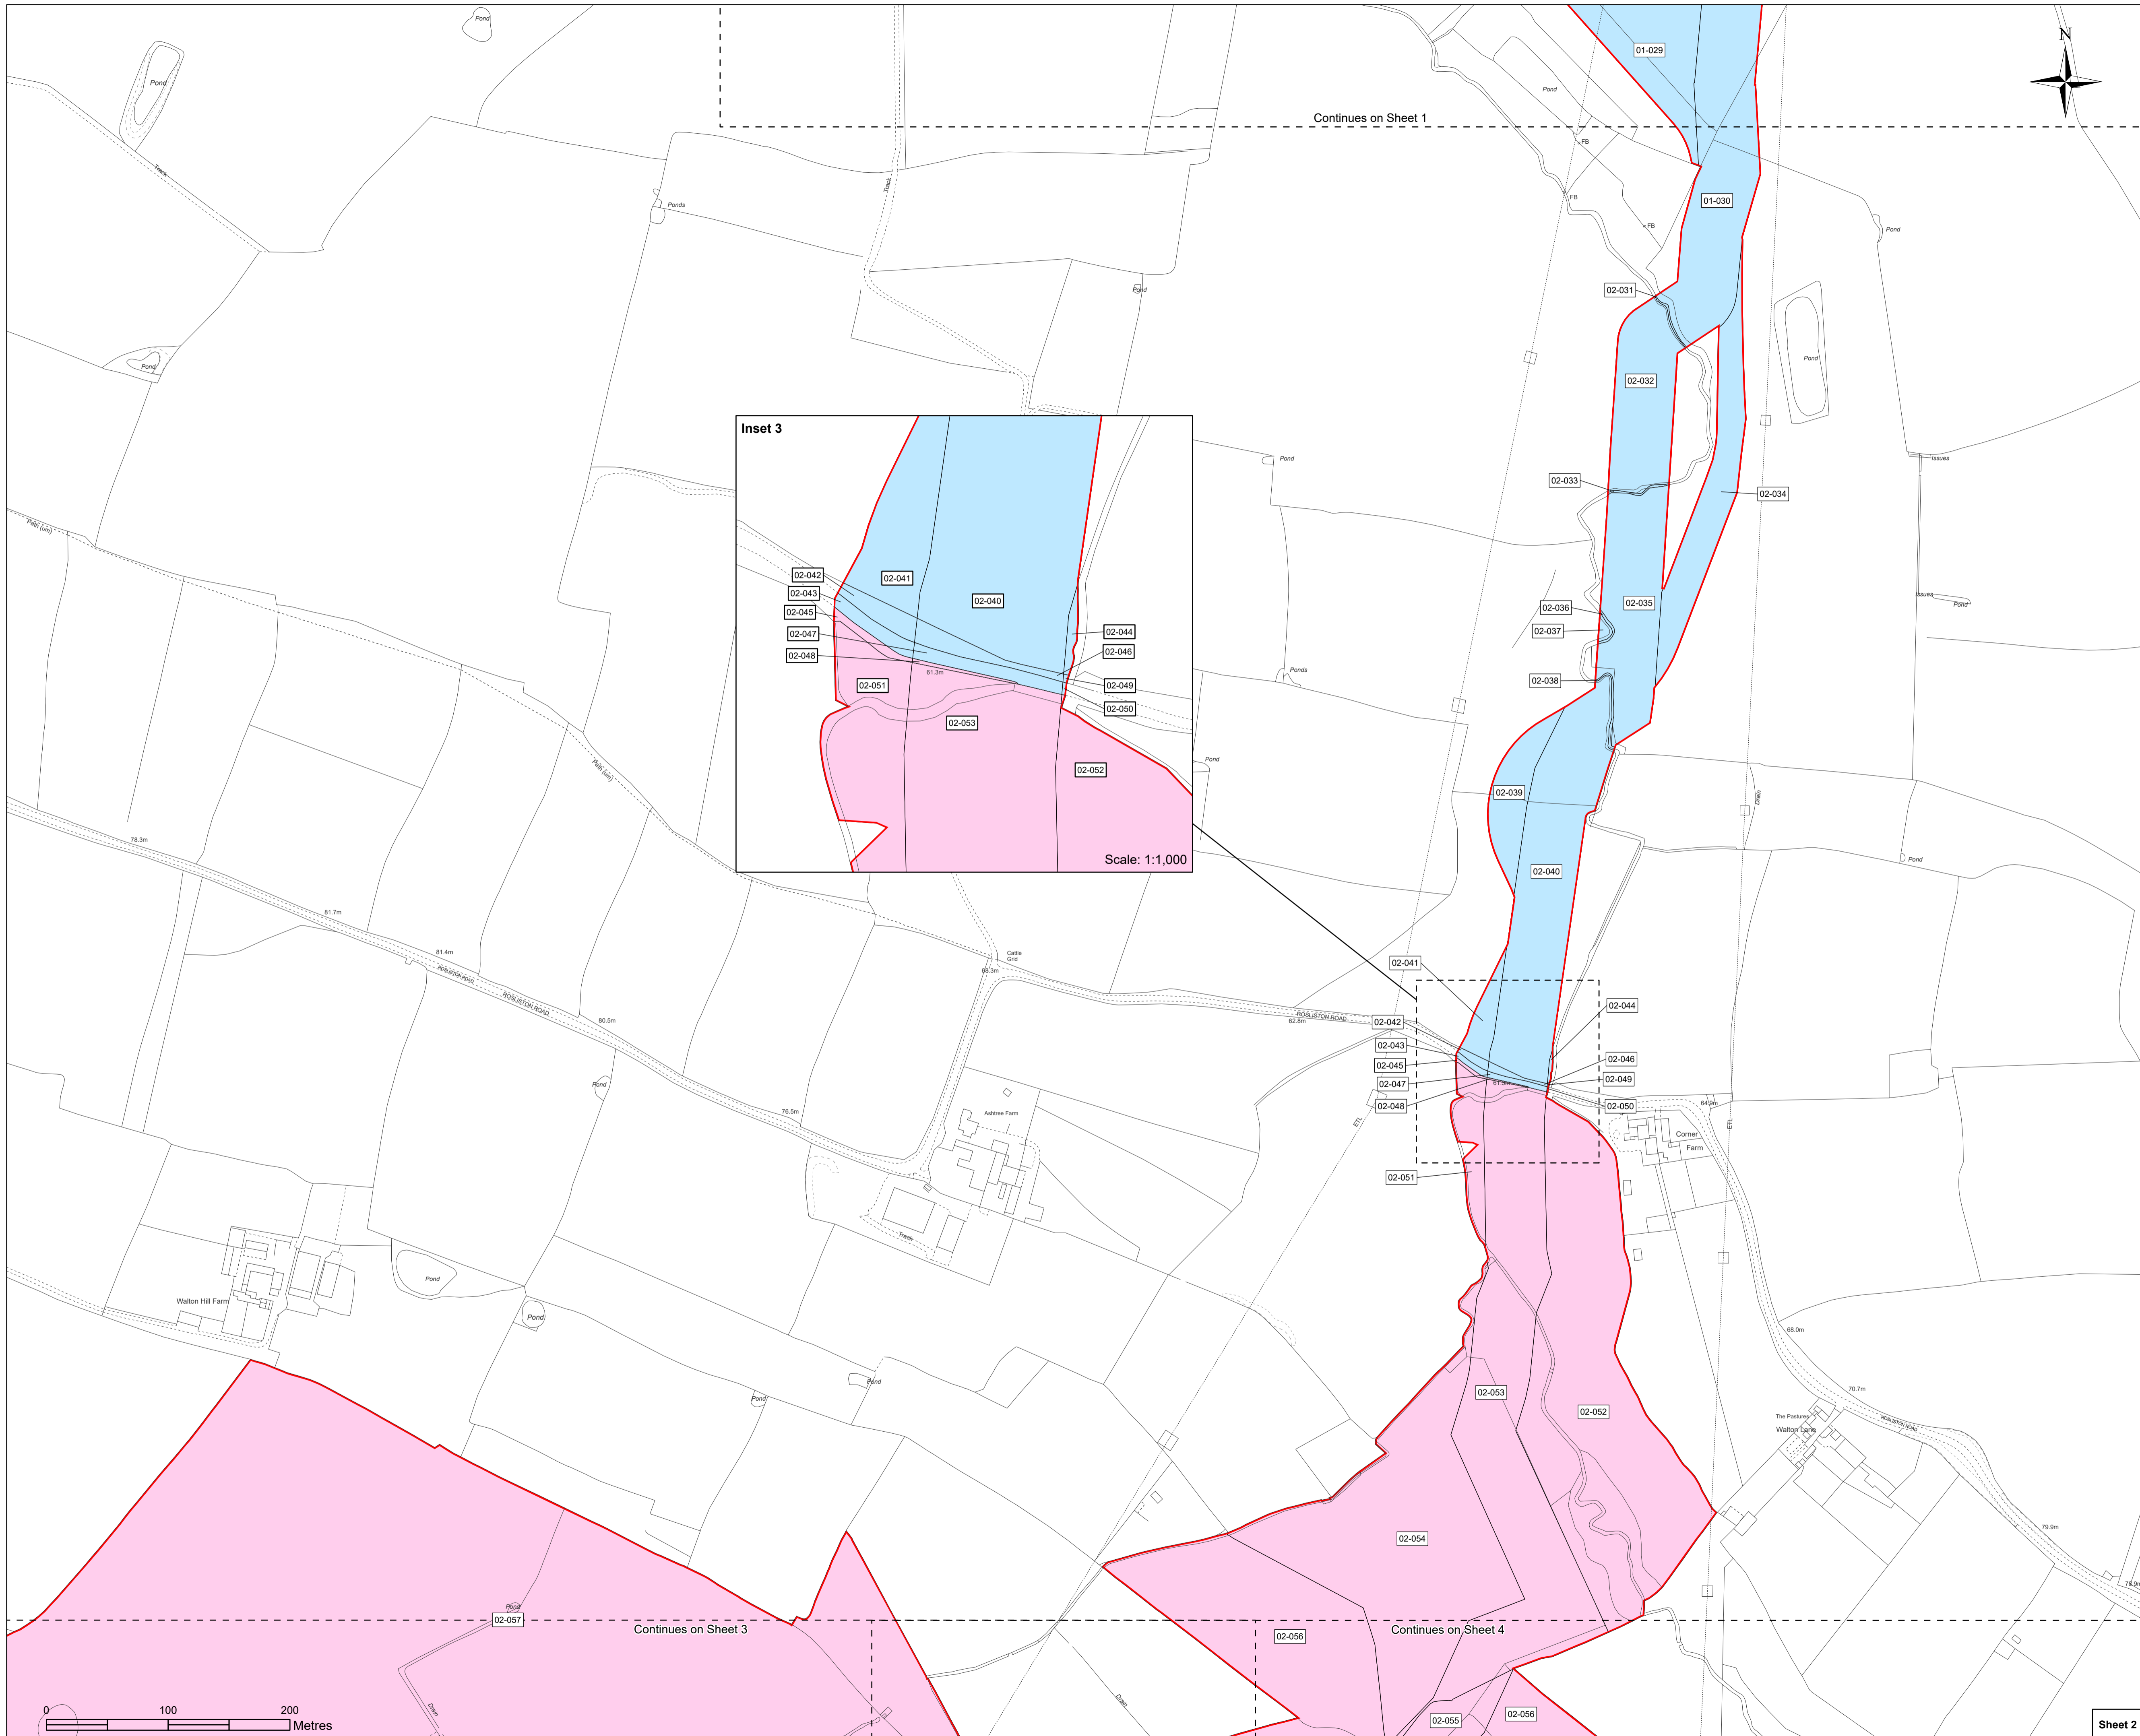 Pond
01-029
N
Pond
Pond
Continues on Sheet 1
FB
Track
Track
FB
01-030
Ponds
FB
Pond
Pond
02-031
Pond
Pond
02-032
Inset 3
Pond
Issues
02-033
02-034
Path (um)
02-042
02-041
02-043
02-040
02-045
02-044
02-047
02-046
02-048
61.3m
02-051
02-049
02-050
02-053
02-052
Scale: 1:1,000
Issues
Pond
02-035
02-036
02-037
Ponds
02-038
Pond
Path (um)
02-039
Drain
78.3m
Pond
02-040
81.7m
81.4m
Cattle
Grid
68.3m
02-041
ROSLISTON ROAD
ROSLISTON ROAD
80.5m
ROSLISTON ROAD
62.8m
02-042
02-044
02-043
02-045
02-046
02-047
61.3m
02-049
02-048
02-050
Pond
76.5m
Ashtree Farm
ETL
64.9m
ETL
Corner
Farm
02-051
Track
Pond
Walton Hill Farm
Pond
68.0m
Pond
Pond
02-053
70.7m
02-052
The Pastures
Walton Lane
ROSLISTON ROAD
02-054
79.9m
78.9m
Pond
02-057
Continues on Sheet 3
02-056
Continues on Sheet 4
Drain
Drain
0 100 200
Metres
02-055
02-056
Sheet 2